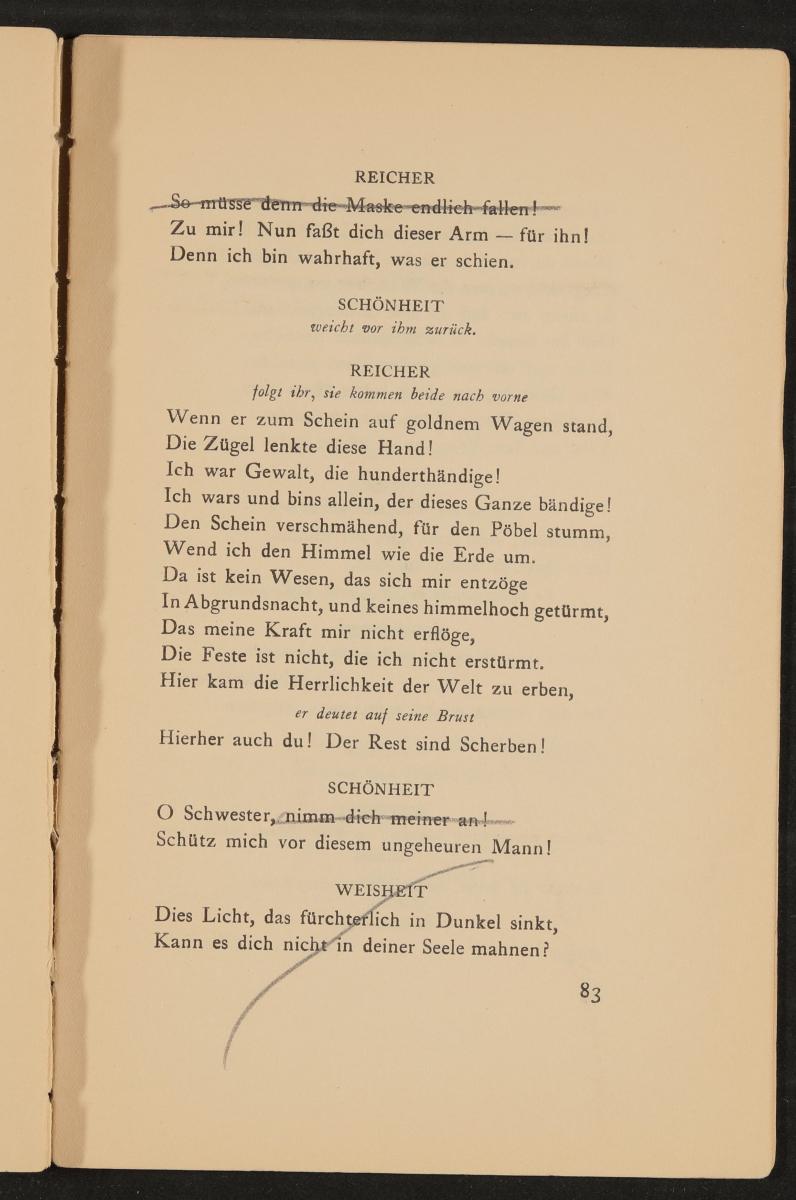 REICHER
So müsse denn die Maske endlich fallen!
Zu mir! Nun faßt dich dieser Arm — für ihn!
Denn ich bin wahrhaft, was er schien.
SCHÖNHEIT
weicht vor ihm zurück.
REICHER
folgt ihr, sie kommen beide nach vorne
Wenn er zum Schein auf goldnem Wagen stand,
Die Zügel lenkte diese Hand!
Ich war Gewalt, die hunderthändige!
Ich wars und bins allein, der dieses Ganze bändige!
Den Schein verschmähend, für den Pöbel stumm,
Wend ich den Himmel wie die Erde um.
Da ist kein Wesen, das sich mir entzöge
In Abgrundsnacht, und keines himmelhoch getürmt,
Das meine Kraft mir nicht erflöge,
Die Feste ist nicht, die ich nicht erstürmt.
Hier kam die Herrlichkeit der Welt zu erben,
er deutet auf seine Brust
Hierher auch du! Der Rest sind Scherben!
SCHÖNHEIT
O Schwester, nimm dich meiner an!
Schütz mich vor diesem ungeheuren Mann!
WEISHEIT
Dies Licht, das fürchterlich in Dunkel sinkt,
Kann es dich nicht in deiner Seele mahnen?
83